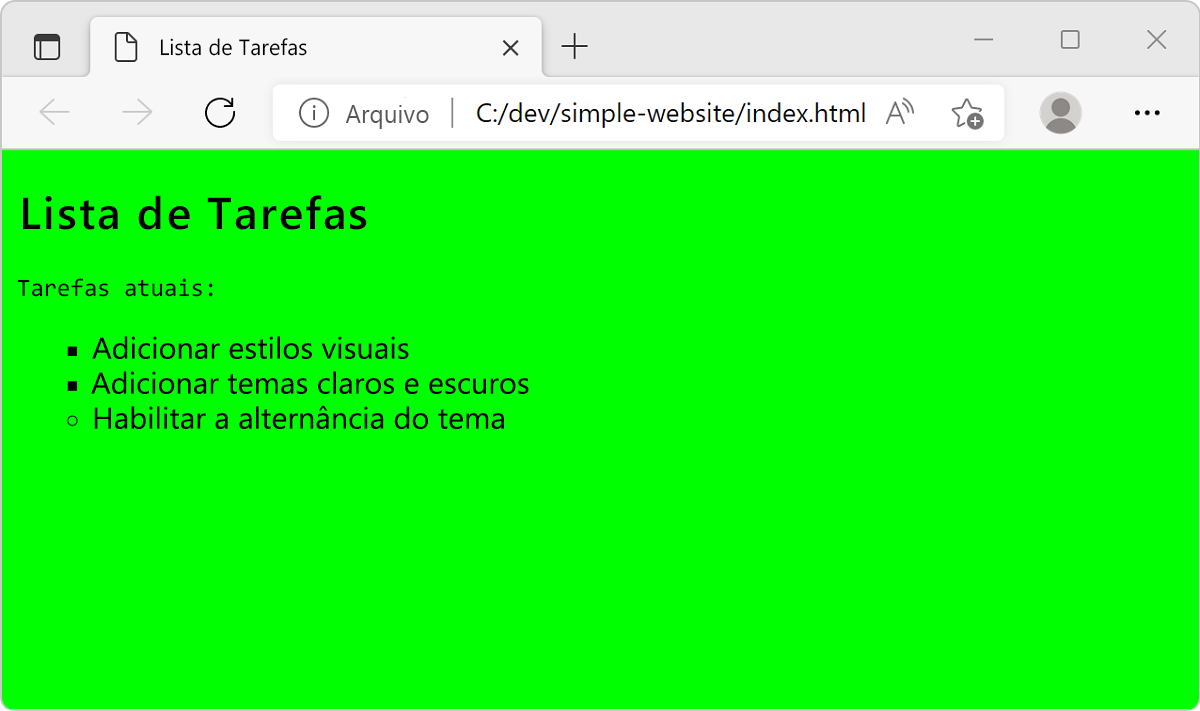 Lista de Tarefas
Arquivo | C:/dev/simple-website/index.html
Lista de Tarefas
Tarefas atuais:
Adicionar estilos visuais
Adicionar temas claros e escuros
Habilitar a alternância do tema